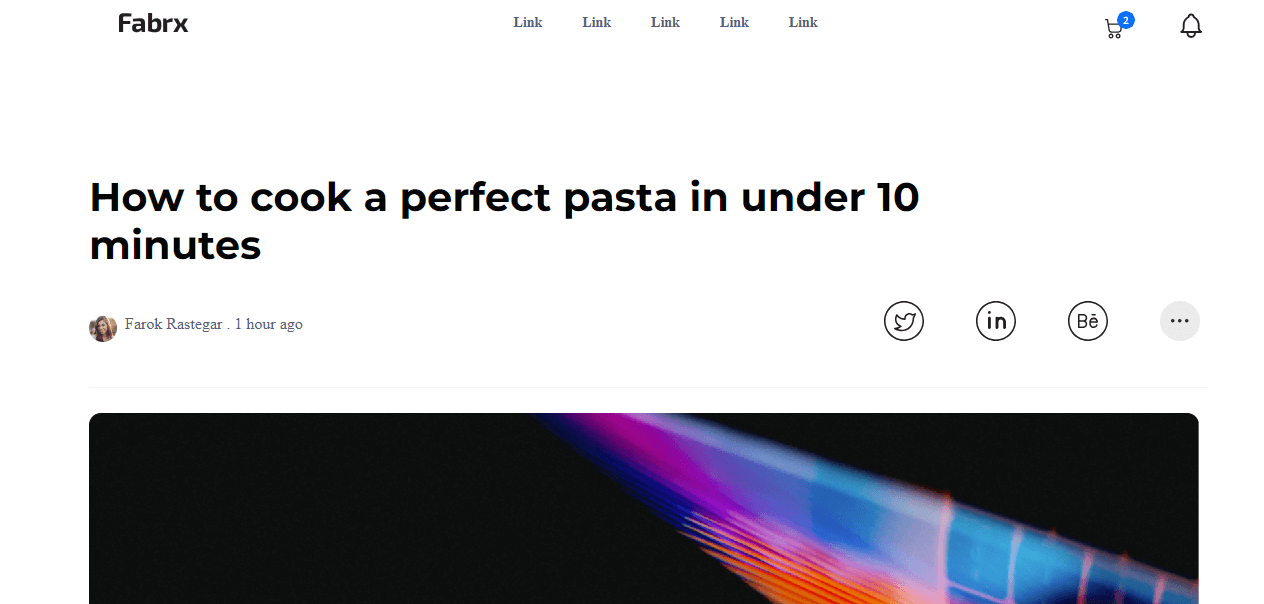 Fabrx
Link Link Link Link Link
2
How to cook a perfect pasta in under 10
minutes
Farok Rastegar . 1 hour ago
in
Bē